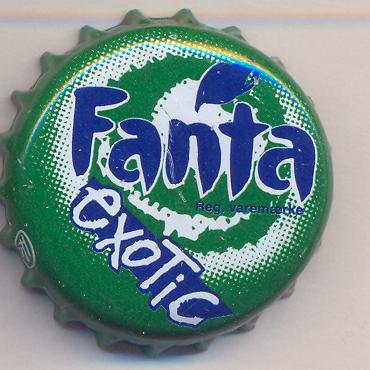 Fanta
Reg. varemærke
exotic